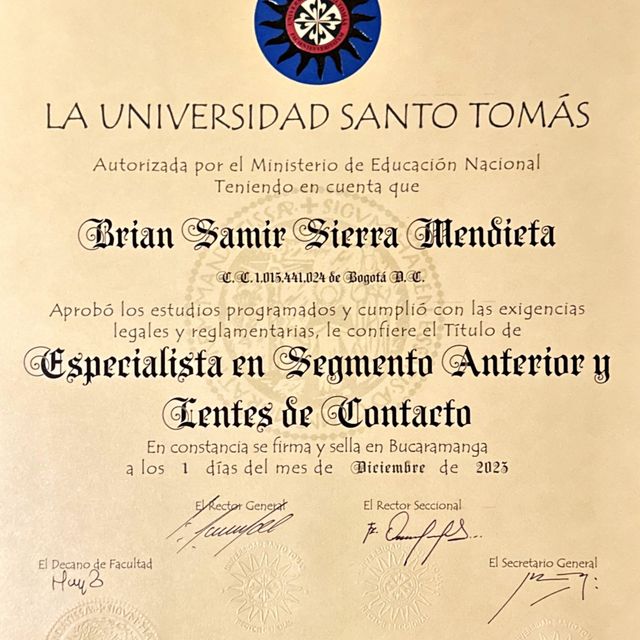 LA UNIVERSIDAD SANTO TOMÁS
Autorizada por el Ministerio de Educación Nacional
Teniendo en cuenta que
Brian Samir Sierra Mendieta
C.C.1.015.441.024 de Bogotá D.C.
Aprobó los estudios programados y cumplió con las exigencias
legales y reglamentarias, le confiere el Título de
Especialista en Segmento Anterior y
Lentes de Contacto
En constancia se firma y sella en Bucaramanga
a los 1 días del mes de Diciembre de 2023
El Rector General
El Rector Seccional
El Decano de Facultad
El Secretario General